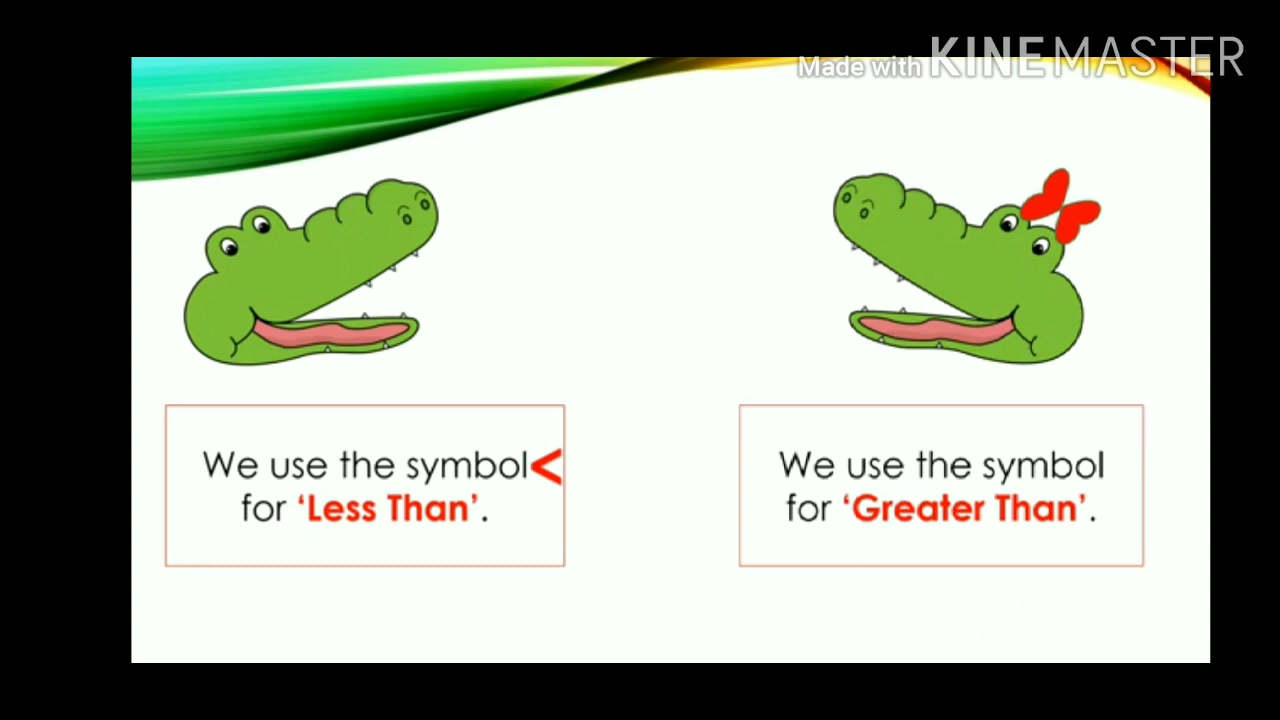 Made with KINEMASTER
We use the symbol<
for ‘Less Than’.
We use the symbol
for ‘Greater Than’.